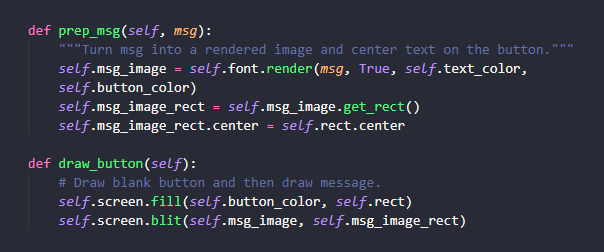 def prep_msg(self, msg):
    """Turn msg into a rendered image and center text on the button."""
    self.msg_image = self.font.render(msg, True, self.text_color,
    self.button_color)
    self.msg_image_rect = self.msg_image.get_rect()
    self.msg_image_rect.center = self.rect.center
def draw_button(self):
    # Draw blank button and then draw message.
    self.screen.fill(self.button_color, self.rect)
    self.screen.blit(self.msg_image, self.msg_image_rect)